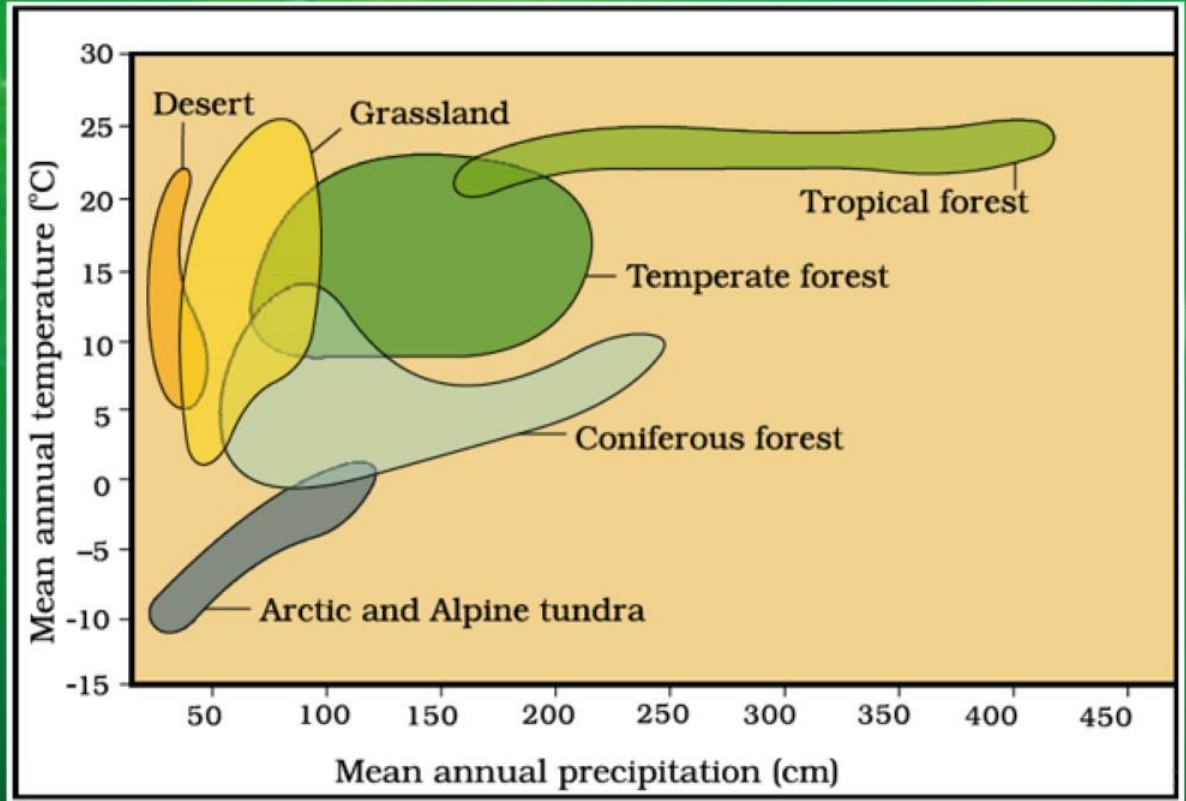 30
Desert
Grassland
25
20
Tropical forest
15
Temperate forest
10
5
Coniferous forest
0
–5
Arctic and Alpine tundra
-10
-15
50 100 150 200 250 300 350 400 450
Mean annual temperature (°C)
Mean annual precipitation (cm)